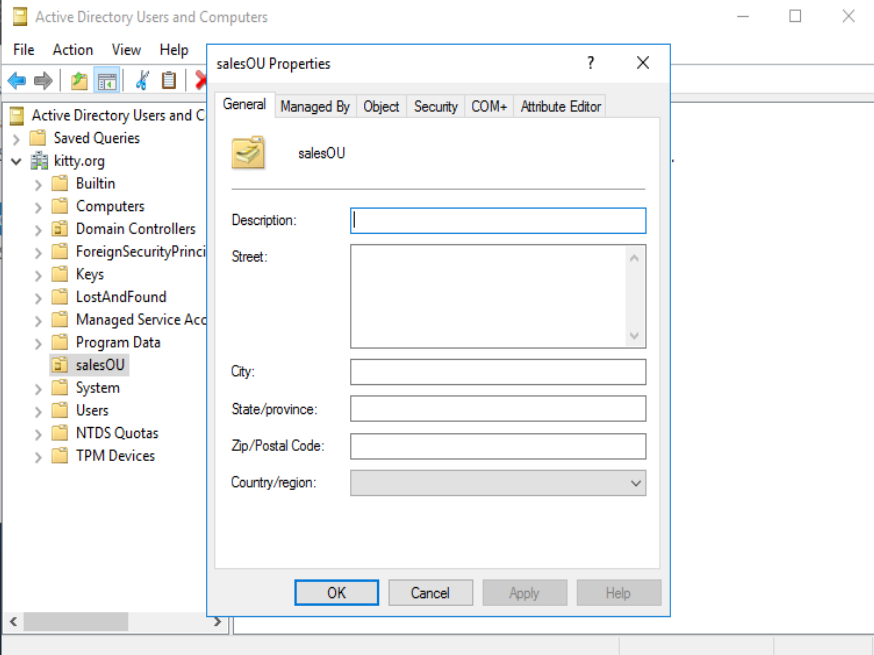 Active Directory Users and Computers
File Action View Help
Active Directory Users and C
Saved Queries
kitty.org
Builtin
Computers
Domain Controllers
ForeignSecurityPrinci
Keys
LostAndFound
Managed Service Acc
Program Data
salesOU
System
Users
NTDS Quotas
TPM Devices
salesOU Properties
?
General Managed By Object Security COM+ Attribute Editor
salesOU
Description:
Street:
City:
State/province:
Zip/Postal Code:
Country/region:
OK Cancel Apply Help